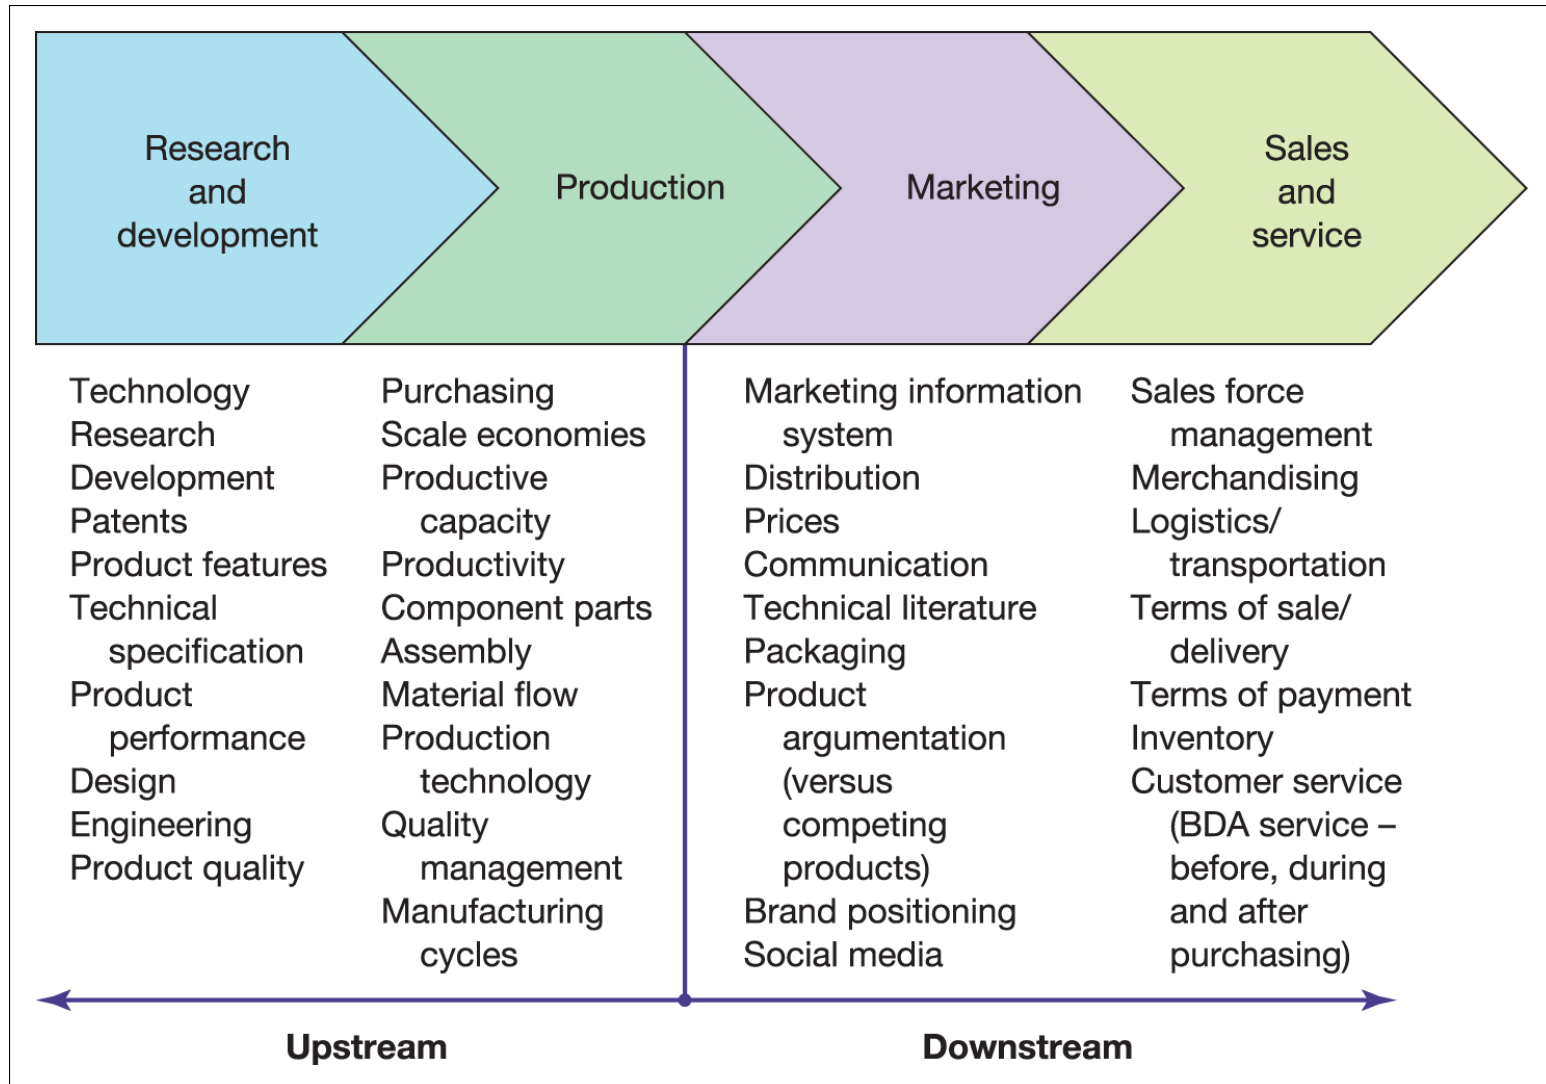 Research
and
development
Production
Marketing
Sales
and
service
Technology
Research
Development
Patents
Product features
Technical
specification
Product
performance
Design
Engineering
Product quality
Purchasing
Scale economies
Productive
capacity
Productivity
Component parts
Assembly
Material flow
Production
technology
Quality
management
Manufacturing
cycles
Marketing information
system
Distribution
Prices
Communication
Technical literature
Packaging
Product
argumentation
(versus
competing
products)
Brand positioning
Social media
Sales force
management
Merchandising
Logistics/
transportation
Terms of sale/
delivery
Terms of payment
Inventory
Customer service
(BDA service –
before, during
and after
purchasing)
Upstream
Downstream